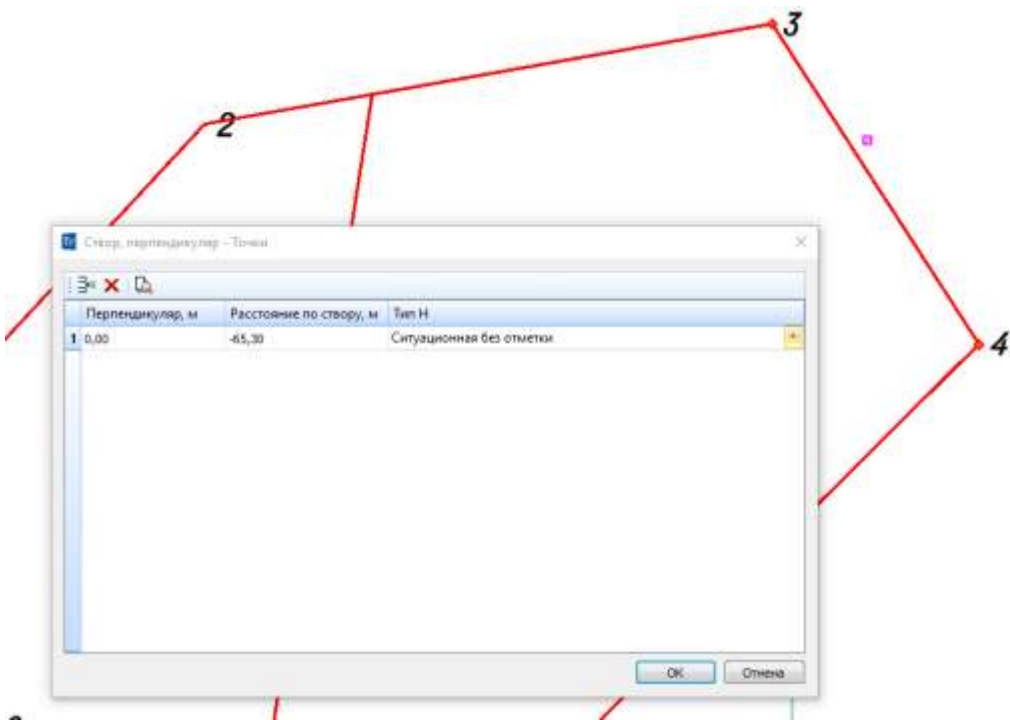 3
2
Створ, перпендикуляр - Точки
Перпендикуляр, м Расстояние по створу, м Тип Н
1 0,00 -65,30 Ситуационная без отметки
4
OK Отмена